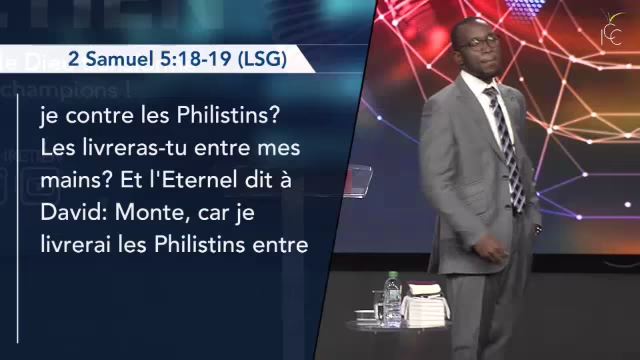 2 Samuel 5:18-19 (LSG)
je contre les Philistins?
Les livreras-tu entre mes
mains? Et l'Eternel dit à
David: Monte, car je
livrerai les Philistins entre
ICC